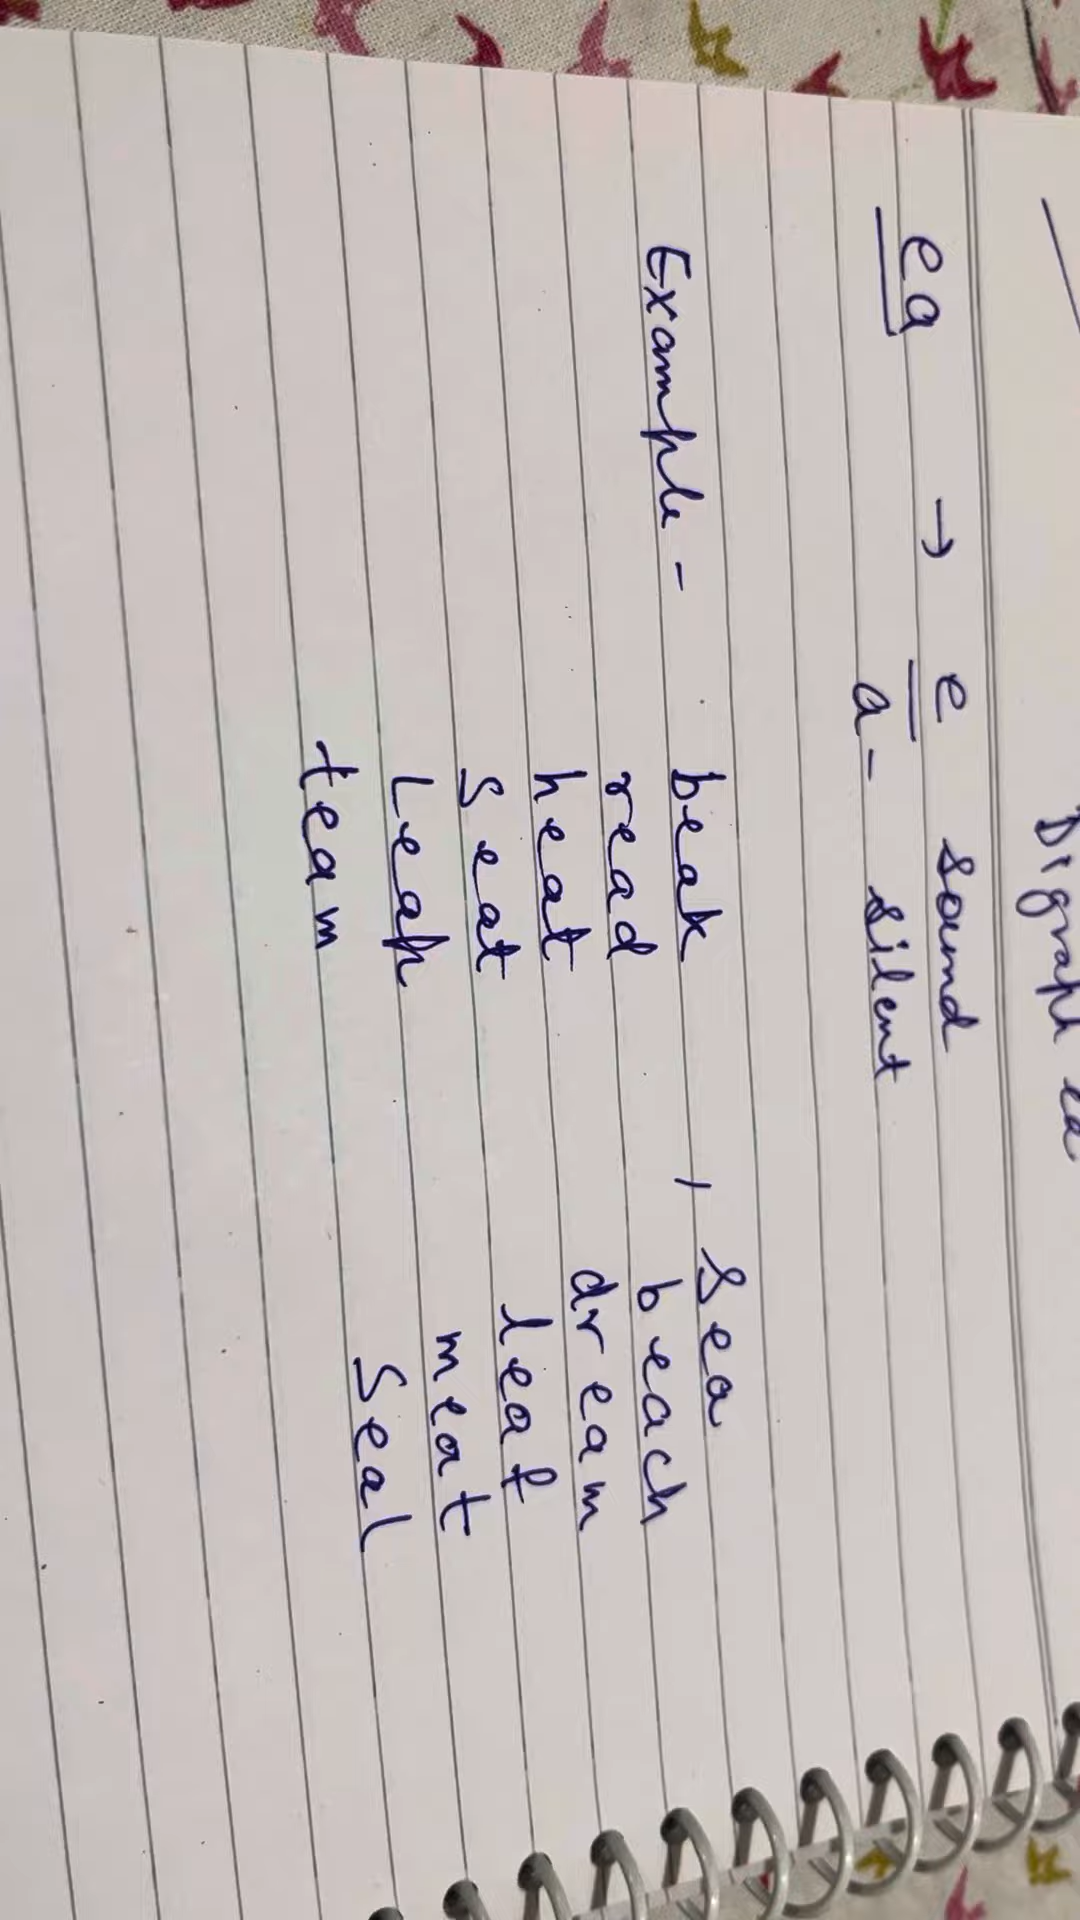 Digraph ea
ea → e sound
a - silent
Example - beak , Sea
read beach
heat dream
Seat leaf
Leap meat
team Seal